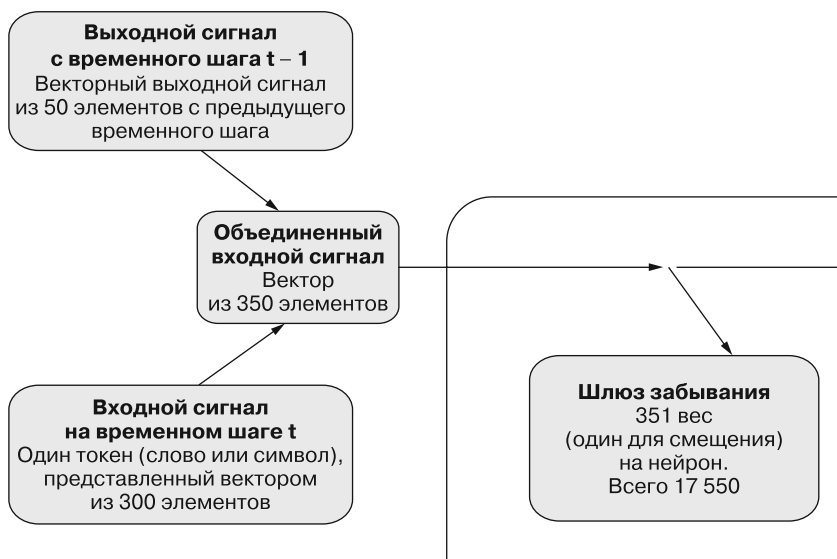 Выходной сигнал
с временного шага t – 1
Векторный выходной сигнал
из 50 элементов с предыдущего
временного шага
Объединенный
входной сигнал
Вектор
из 350 элементов
Входной сигнал
на временном шаге t
Один токен (слово или символ),
представленный вектором
из 300 элементов
Шлюз забывания
351 вес
(один для смещения)
на нейрон.
Всего 17 550